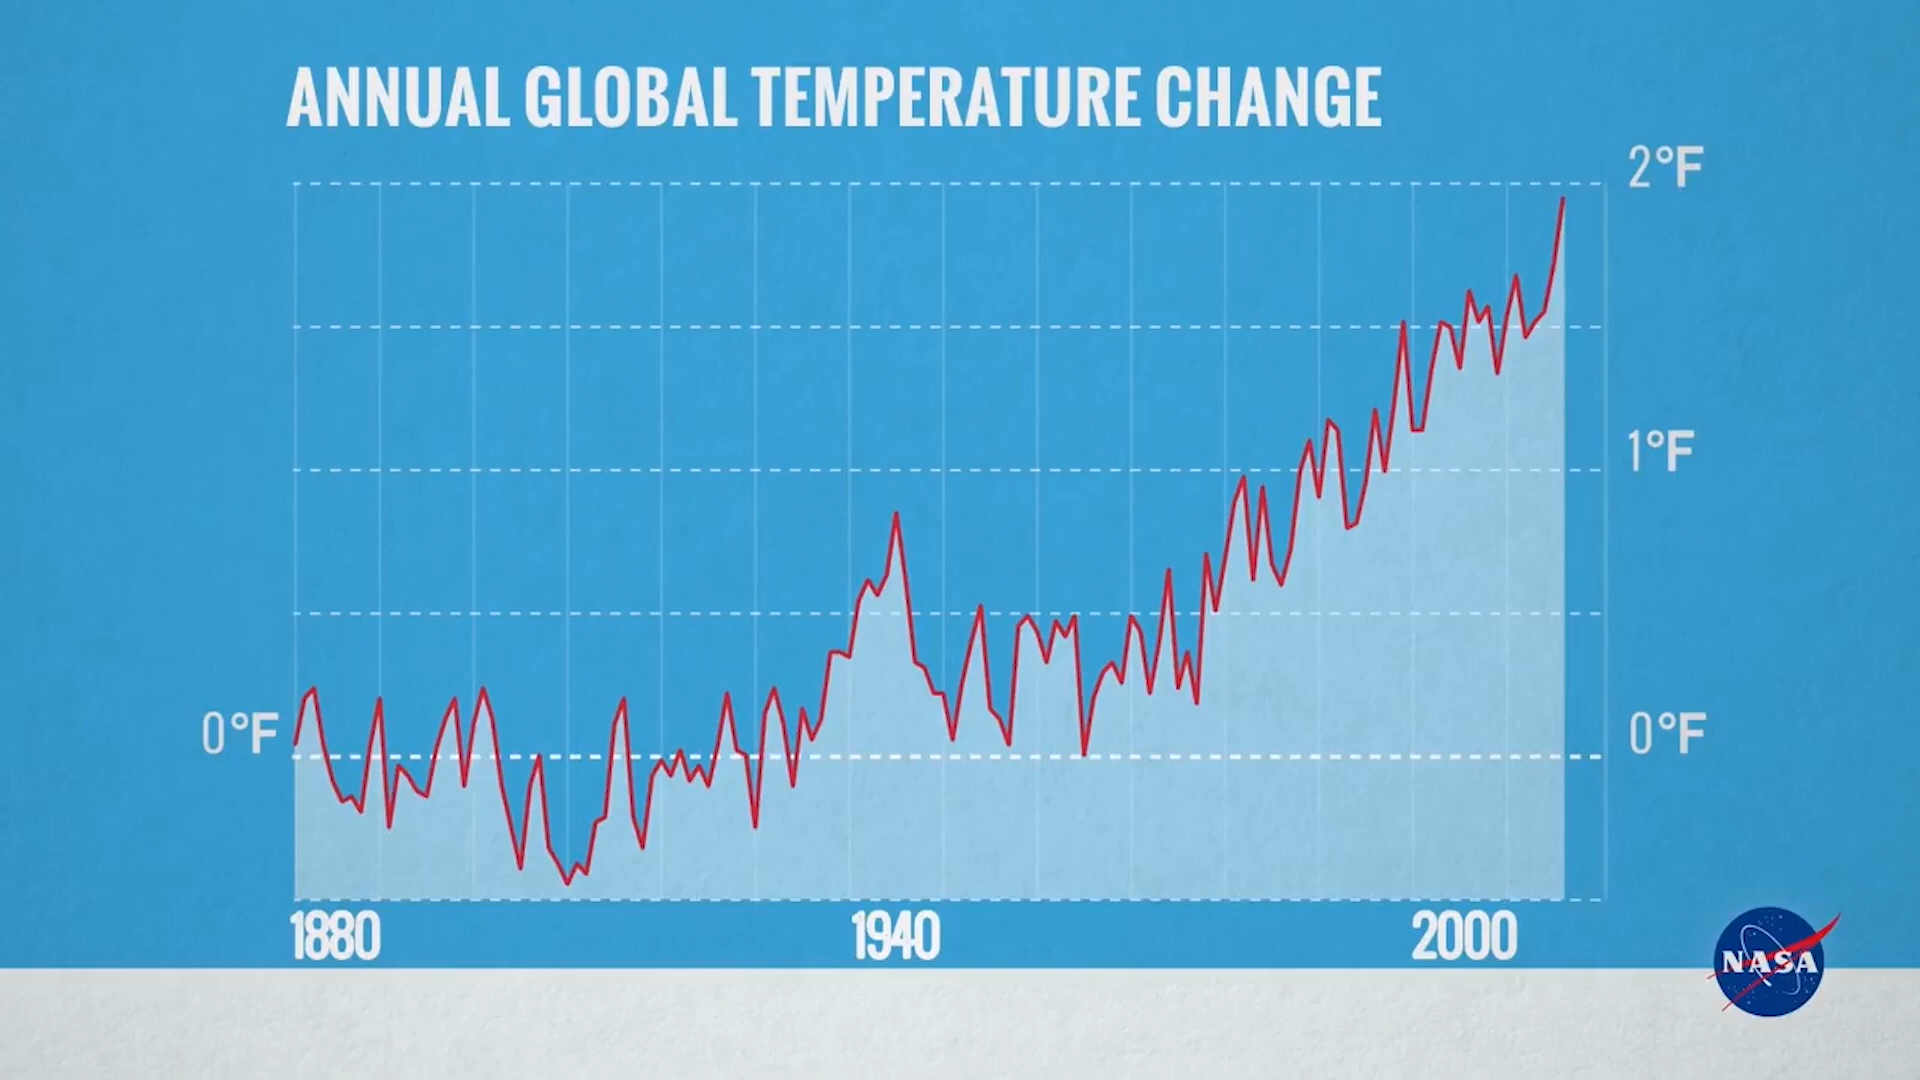 ANNUAL GLOBAL TEMPERATURE CHANGE
2°F
1°F
0°F 0°F
1880 1940 2000
NASA